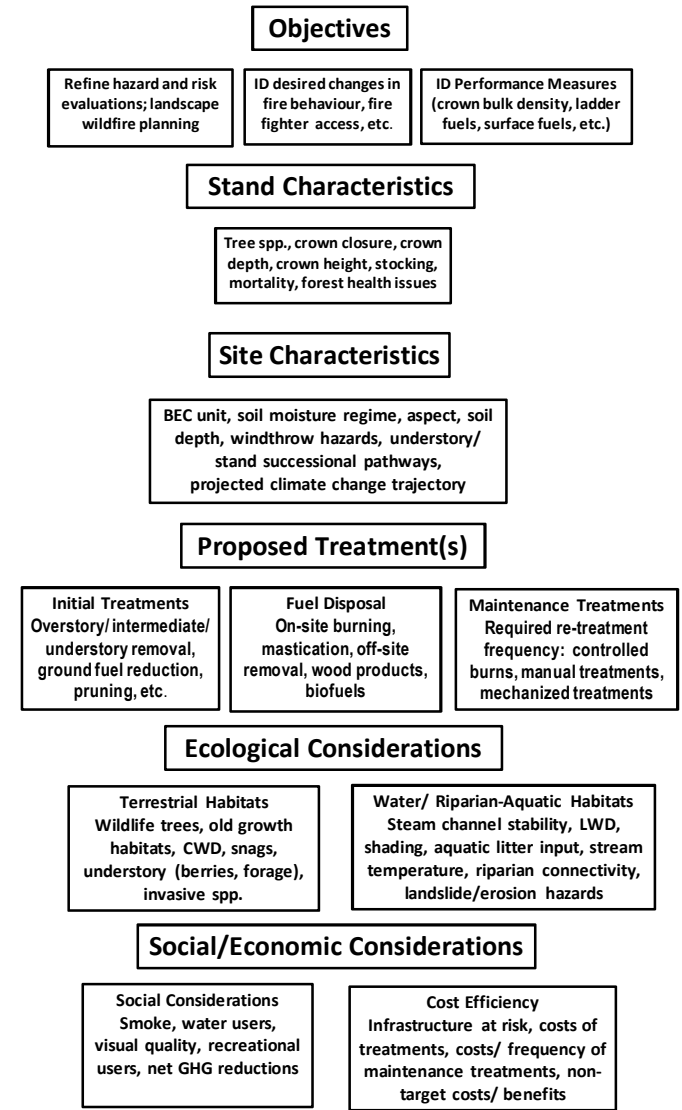 Objectives
Refine hazard and risk
evaluations; landscape
wildfire planning
ID desired changes in
fire behaviour, fire
fighter access, etc.
ID Performance Measures
(crown bulk density, ladder
fuels, surface fuels, etc.)
Stand Characteristics
Tree spp., crown closure, crown
depth, crown height, stocking,
mortality, forest health issues
Site Characteristics
BEC unit, soil moisture regime, aspect, soil
depth, windthrow hazards, understory/
stand successional pathways,
projected climate change trajectory
Proposed Treatment(s)
Initial Treatments
Overstory/ intermediate/
understory removal,
ground fuel reduction,
pruning, etc.
Fuel Disposal
On-site burning,
mastication, off-site
removal, wood products,
biofuels
Maintenance Treatments
Required re-treatment
frequency: controlled
burns, manual treatments,
mechanized treatments
Ecological Considerations
Terrestrial Habitats
Wildlife trees, old growth
habitats, CWD, snags,
understory (berries, forage),
invasive spp.
Water/ Riparian-Aquatic Habitats
Steam channel stability, LWD,
shading, aquatic litter input, stream
temperature, riparian connectivity,
landslide/erosion hazards
Social/Economic Considerations
Social Considerations
Smoke, water users,
visual quality, recreational
users, net GHG reductions
Cost Efficiency
Infrastructure at risk, costs of
treatments, costs/ frequency of
maintenance treatments, non-
target costs/ benefits